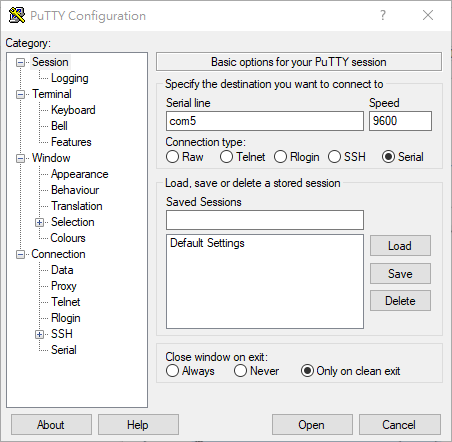 PuTTY Configuration
Category:
Session
Logging
Terminal
Keyboard
Bell
Features
Window
Appearance
Behaviour
Translation
Selection
Colours
Connection
Data
Proxy
Telnet
Rlogin
SSH
Serial
Basic options for your PuTTY session
Specify the destination you want to connect to
Serial line Speed
com5 9600
Connection type:
Raw Telnet Rlogin SSH Serial
Load, save or delete a stored session
Saved Sessions
Default Settings
Load
Save
Delete
Close window on exit:
Always Never Only on clean exit
About Help Open Cancel